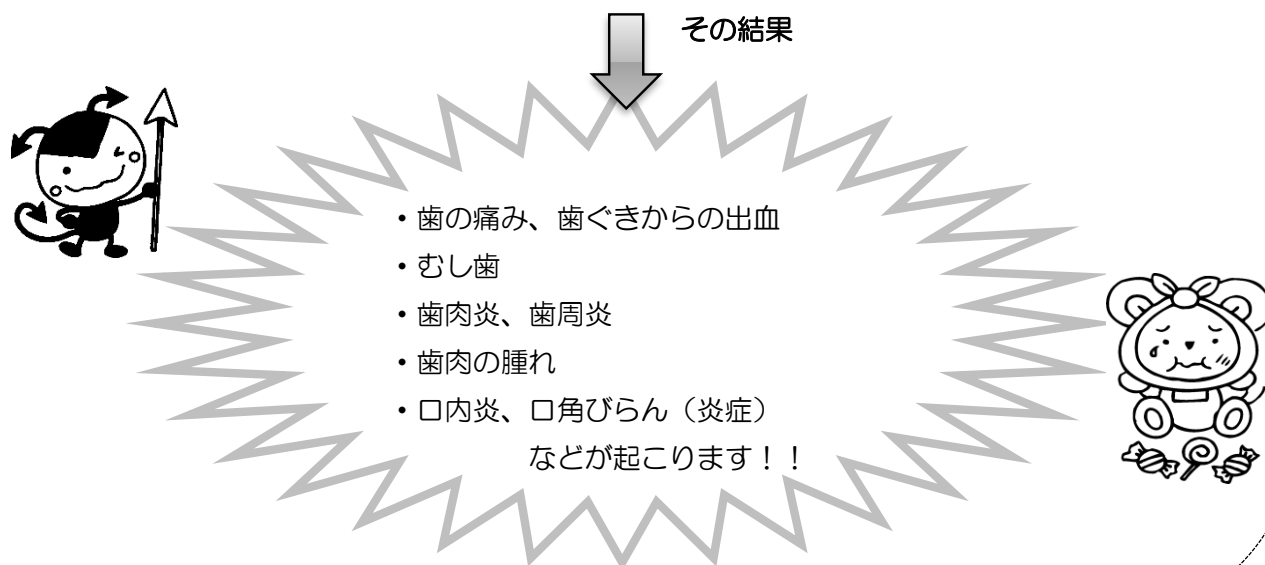 その結果
・歯の痛み、歯ぐきからの出血
・むし歯
・歯肉炎、歯周炎
・歯肉の腫れ
・口内炎、口角びらん（炎症）
などが起こります！！